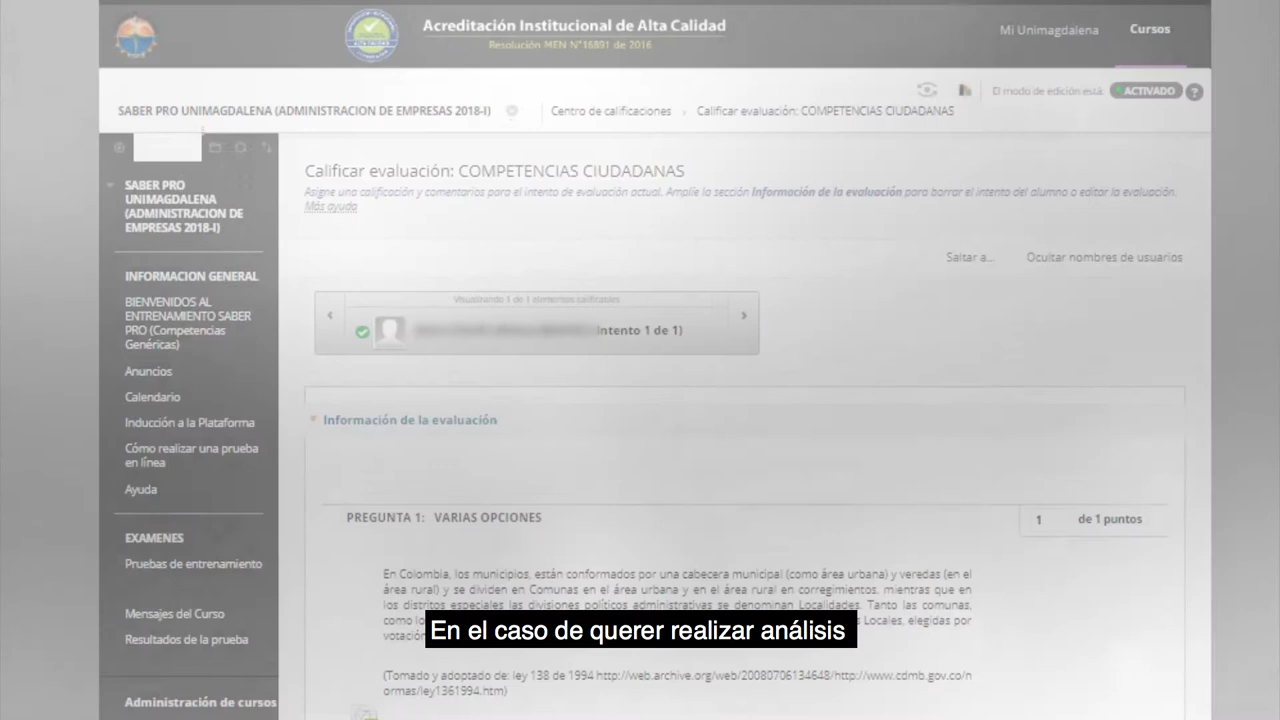 Acreditación Institucional de Alta Calidad
Resolución MEN N°16891 de 2016
Mi Unimagdalena
Cursos
El modo de edición está:
ACTIVADO
?
SABER PRO UNIMAGDALENA (ADMINISTRACION DE EMPRESAS 2018-I)
Centro de calificaciones
Calificar evaluación: COMPETENCIAS CIUDADANAS
SABER PRO
UNIMAGDALENA
(ADMINISTRACION DE
EMPRESAS 2018-I)
INFORMACION GENERAL
BIENVENIDOS AL
ENTRENAMIENTO SABER
PRO (Competencias
Genéricas)
Anuncios
Calendario
Inducción a la Plataforma
Cómo realizar una prueba
en línea
Ayuda
EXAMENES
Pruebas de entrenamiento
Mensajes del Curso
Resultados de la prueba
Administración de cursos
Calificar evaluación: COMPETENCIAS CIUDADANAS
Asigne una calificación y comentarios para el intento de evaluación actual. Amplíe la sección Información de la evaluación para borrar el intento del alumno o editar la evaluación.
Más ayuda
Saltar a...
Ocultar nombres de usuarios
Visualizando 1 de 1 elementos calificables
Intento 1 de 1)
Información de la evaluación
PREGUNTA 1: VARIAS OPCIONES
1 de 1 puntos
En Colombia, los municipios, están conformados por una cabecera municipal (como área urbana) y veredas (en el
área rural) y se dividen en Comunas en el área urbana y en el área rural en corregimientos. mientras que en
los distritos especiales las divisiones políticos administrativas se denominan Localidades. Tanto las comunas,
como Locales, elegidas por
votación
En el caso de querer realizar análisis
(Tomado y adoptado de: ley 138 de 1994 http://web.archive.org/web/20080706134648/http://www.cdmb.gov.co/n
ormas/ley1361994.htm)